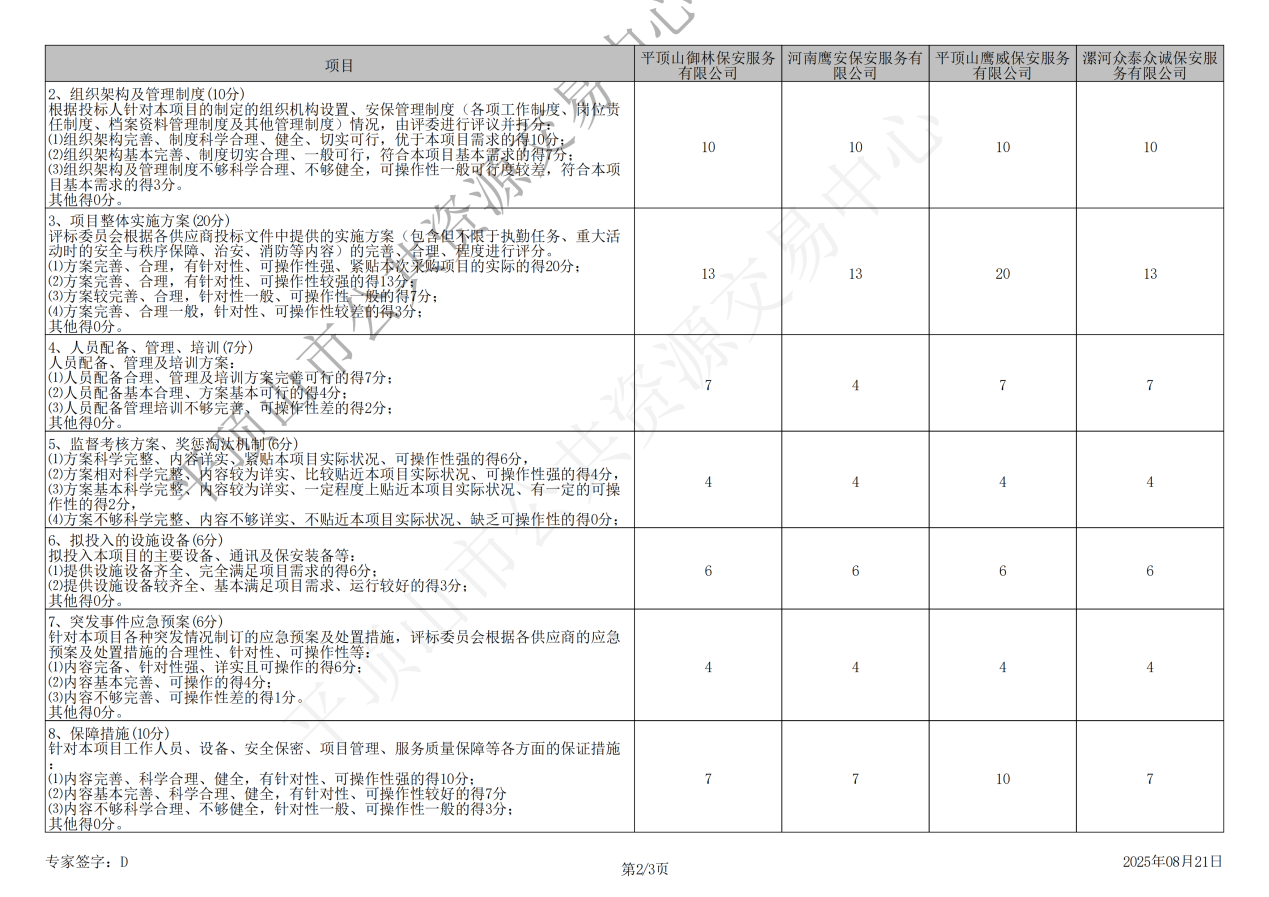 项目
平顶山御林保安服务
有限公司
河南鹰安保安服务有
限公司
平顶山鹰威保安服务
有限公司
漯河众泰众诚保安服
务有限公司
2、组织架构及管理制度(10分)
根据投标人针对本项目的制定的组织机构设置、安保管理制度（各项工作制度、岗位责
任制度、档案资料管理制度及其他管理制度）情况，由评委进行评议并打分：
⑴组织架构完善、制度科学合理、健全、切实可行，优于本项目需求的得10分；
⑵组织架构基本完善、制度切实合理、一般可行，符合本项目基本需求的得7分；
⑶组织架构及管理制度不够科学合理、不够健全，可操作性一般可行度较差，符合本项
目基本需求的得3分。
其他得0分。
10
10
10
10
3、项目整体实施方案(20分)
评标委员会根据各供应商投标文件中提供的实施方案（包含但不限于执勤任务、重大活
动时的安全与秩序保障、治安、消防等内容）的完善、合理、程度进行评分。
⑴方案完善、合理，有针对性、可操作性强、紧贴本次采购项目的实际的得20分；
⑵方案完善、合理，有针对性、可操作性较强的得13分；
⑶方案较完善、合理，针对性一般、可操作性一般的得7分；
⑷方案完善、合理一般，针对性、可操作性较差的得3分；
其他得0分。
13
13
20
13
4、人员配备、管理、培训(7分)
人员配备、管理及培训方案：
⑴人员配备合理、管理及培训方案完善可行的得7分；
⑵人员配备基本合理、方案基本可行的得4分；
⑶人员配备管理培训不够完善、可操作性差的得2分；
其他得0分。
7
4
7
7
5、监督考核方案、奖惩淘汰机制(6分)
⑴方案科学完整、内容详实、紧贴本项目实际状况、可操作性强的得6分，
⑵方案相对科学完整、内容较为详实、比较贴近本项目实际状况、可操作性强的得4分，
⑶方案基本科学完整、内容较为详实、一定程度上贴近本项目实际状况、有一定的可操
作性的得2分，
⑷方案不够科学完整、内容不够详实、不贴近本项目实际状况、缺乏可操作性的得0分；
4
4
4
4
6、拟投入的设施设备(6分)
拟投入本项目的主要设备、通讯及保安装备等：
⑴提供设施设备齐全、完全满足项目需求的得6分；
⑵提供设施设备较齐全、基本满足项目需求、运行较好的得3分；
其他得0分。
6
6
6
6
7、突发事件应急预案(6分)
针对本项目各种突发情况制订的应急预案及处置措施，评标委员会根据各供应商的应急
预案及处置措施的合理性、针对性、可操作性等：
⑴内容完备、针对性强、详实且可操作的得6分；
⑵内容基本完善、可操作的得4分；
⑶内容不够完善、可操作性差的得1分。
其他得0分。
4
4
4
4
8、保障措施(10分)
针对本项目工作人员、设备、安全保密、项目管理、服务质量保障等各方面的保证措施
：
⑴内容完善、科学合理、健全，有针对性、可操作性强的得10分；
⑵内容基本完善、科学合理、健全，有针对性、可操作性较好的得7分
⑶内容不够科学合理、不够健全，针对性一般、可操作性一般的得3分；
其他得0分。
7
7
10
7
专家签字：D
第2/3页
2025年08月21日
平顶山市公共资源交易中心
平顶山市公共资源交易中心